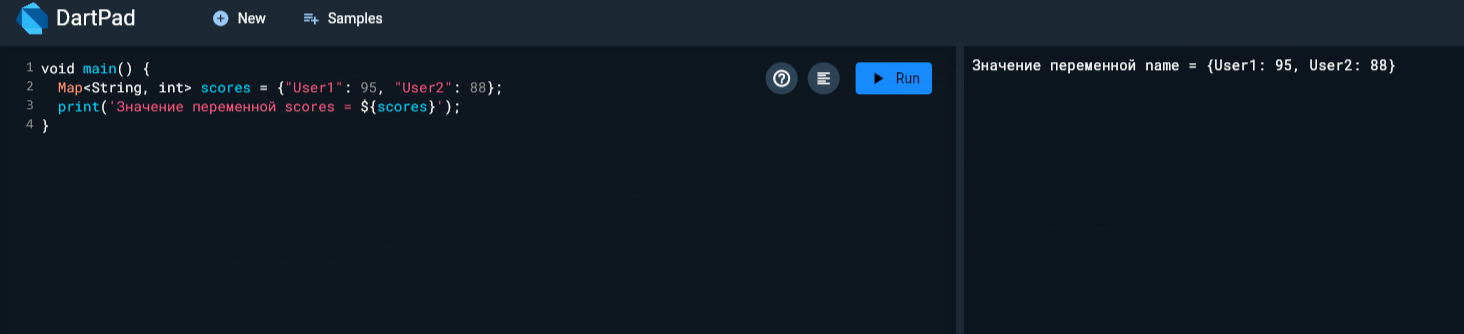 DartPad
New
Samples
1 void main() {
2 Map<String, int> scores = {"User1": 95, "User2": 88};
3 print('Значение переменной scores = ${scores}');
4 }
Run
Значение переменной name = {User1: 95, User2: 88}